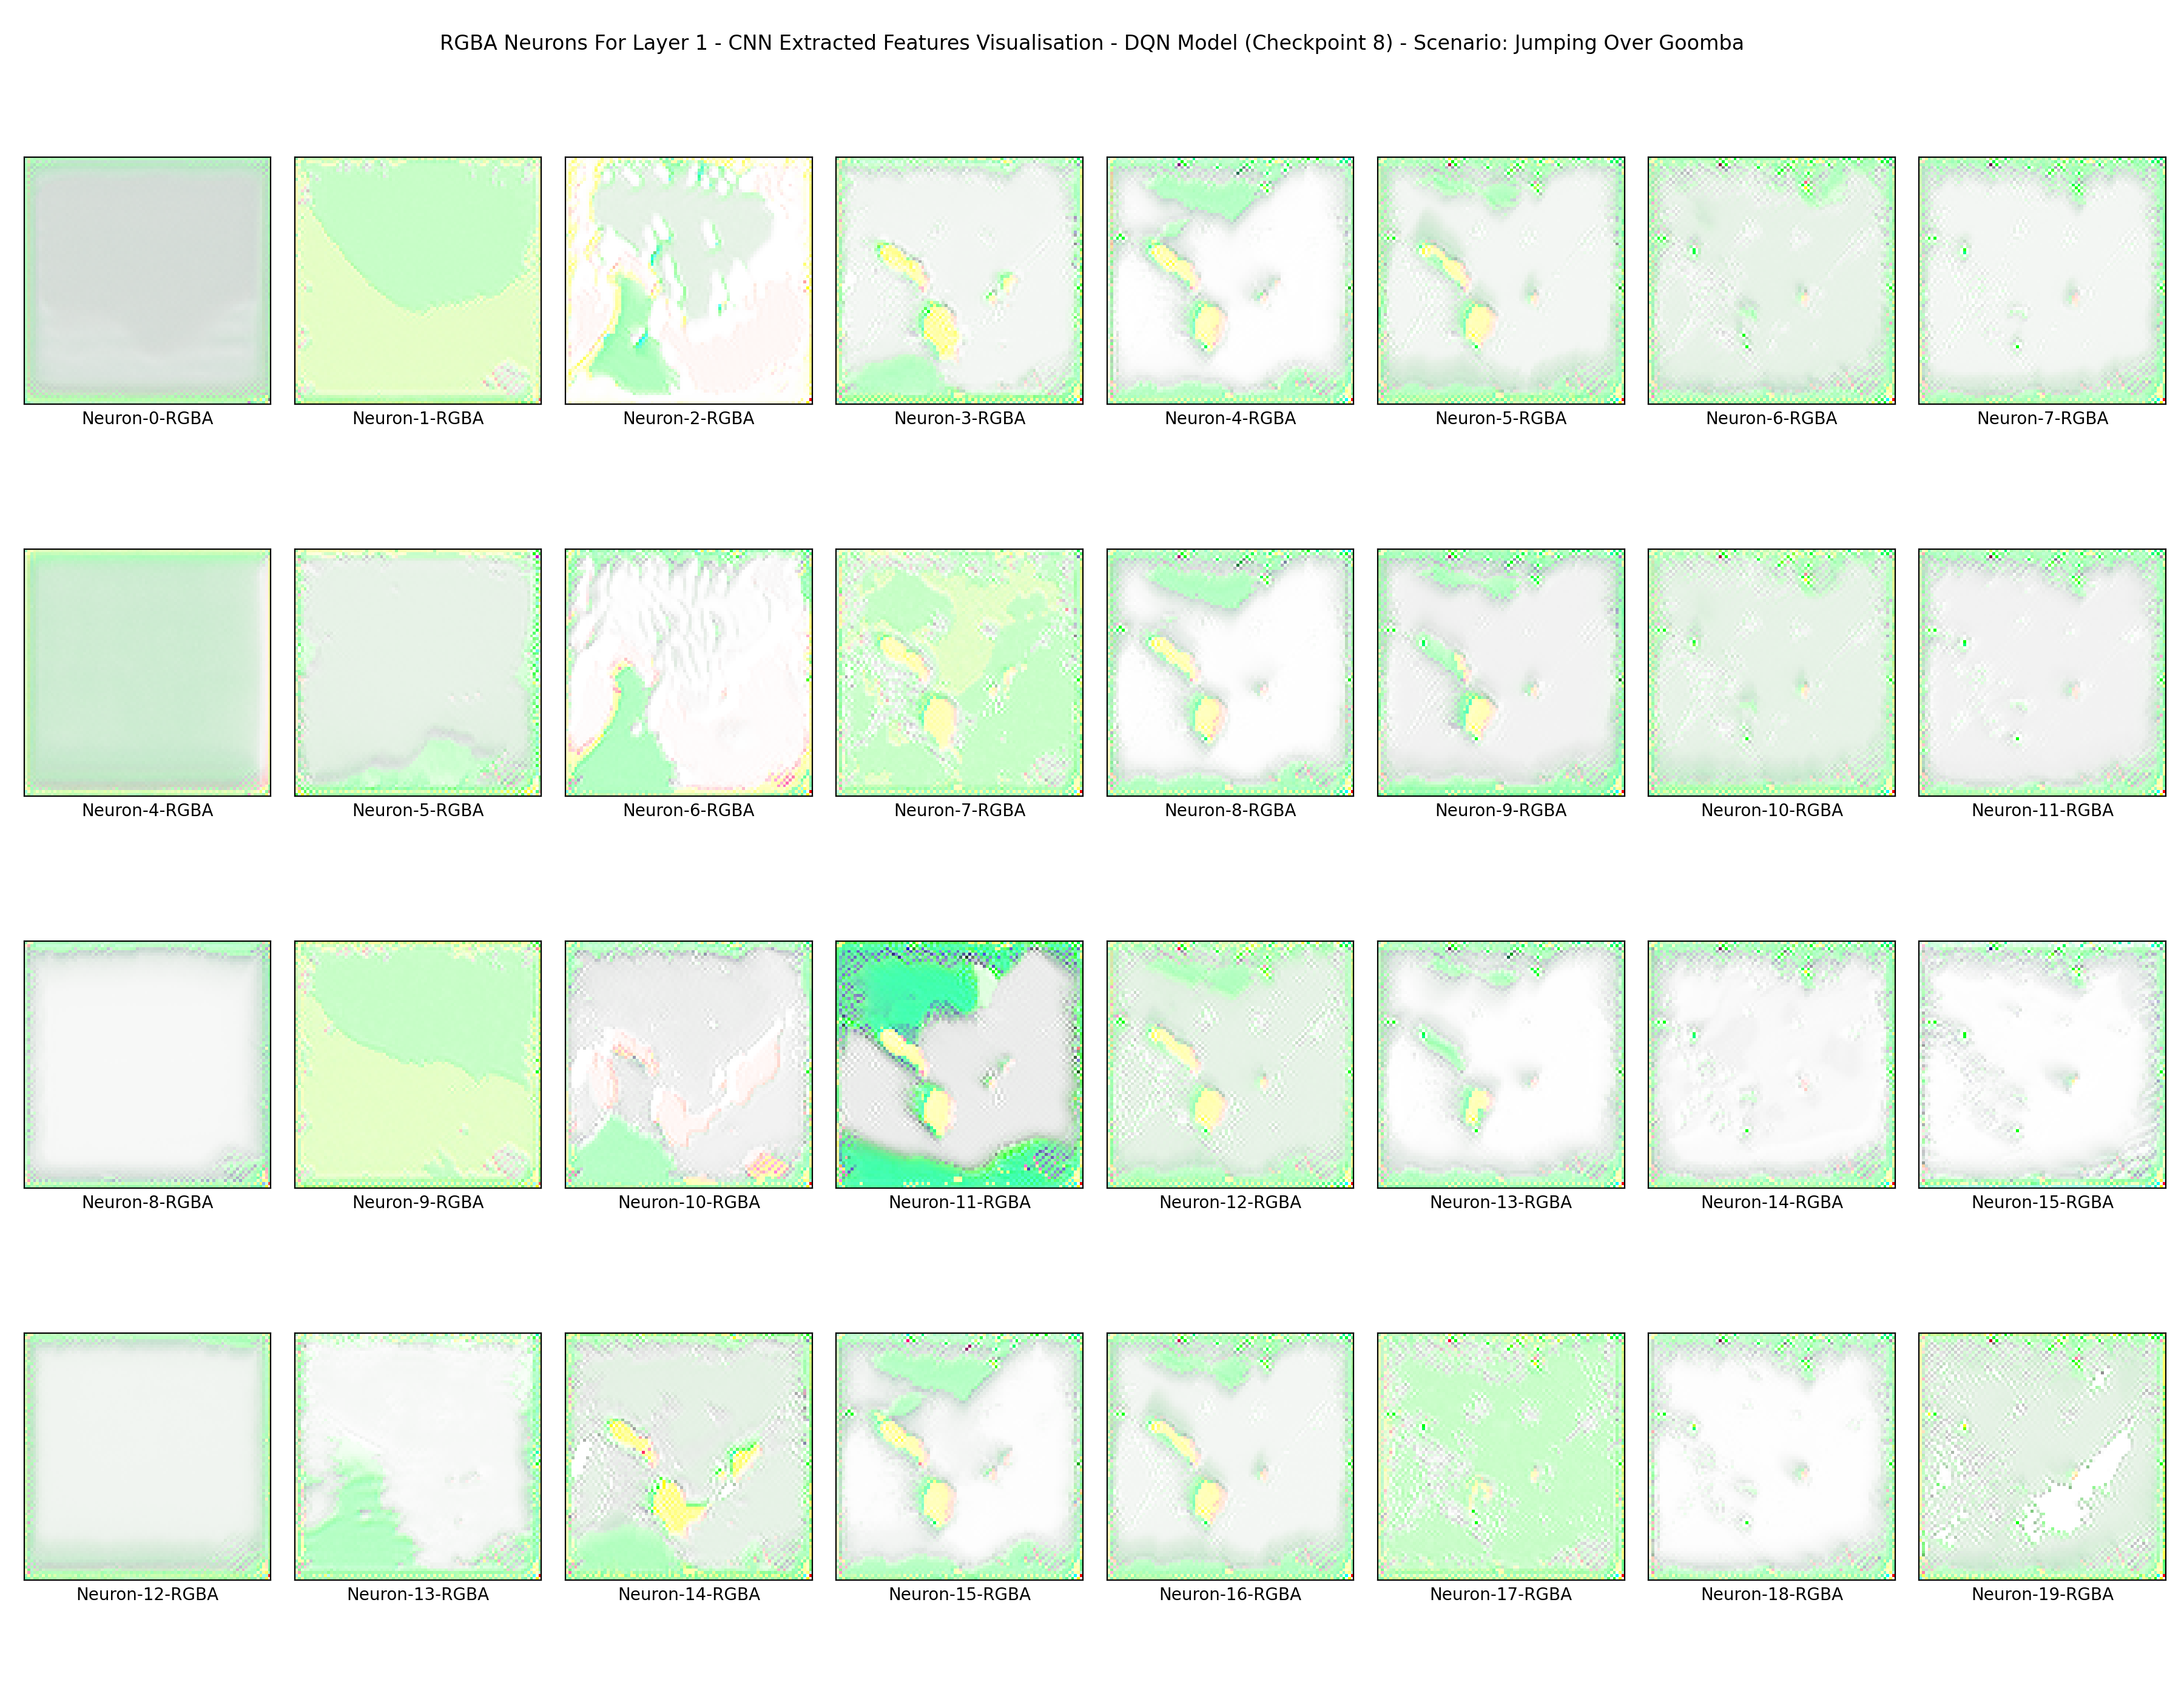 RGBA Neurons For Layer 1 - CNN Extracted Features Visualisation - DQN Model (Checkpoint 8) - Scenario: Jumping Over Goomba
Neuron-0-RGBA Neuron-1-RGBA Neuron-2-RGBA Neuron-3-RGBA Neuron-4-RGBA Neuron-5-RGBA Neuron-6-RGBA Neuron-7-RGBA
Neuron-4-RGBA Neuron-5-RGBA Neuron-6-RGBA Neuron-7-RGBA Neuron-8-RGBA Neuron-9-RGBA Neuron-10-RGBA Neuron-11-RGBA
Neuron-8-RGBA Neuron-9-RGBA Neuron-10-RGBA Neuron-11-RGBA Neuron-12-RGBA Neuron-13-RGBA Neuron-14-RGBA Neuron-15-RGBA
Neuron-12-RGBA Neuron-13-RGBA Neuron-14-RGBA Neuron-15-RGBA Neuron-16-RGBA Neuron-17-RGBA Neuron-18-RGBA Neuron-19-RGBA